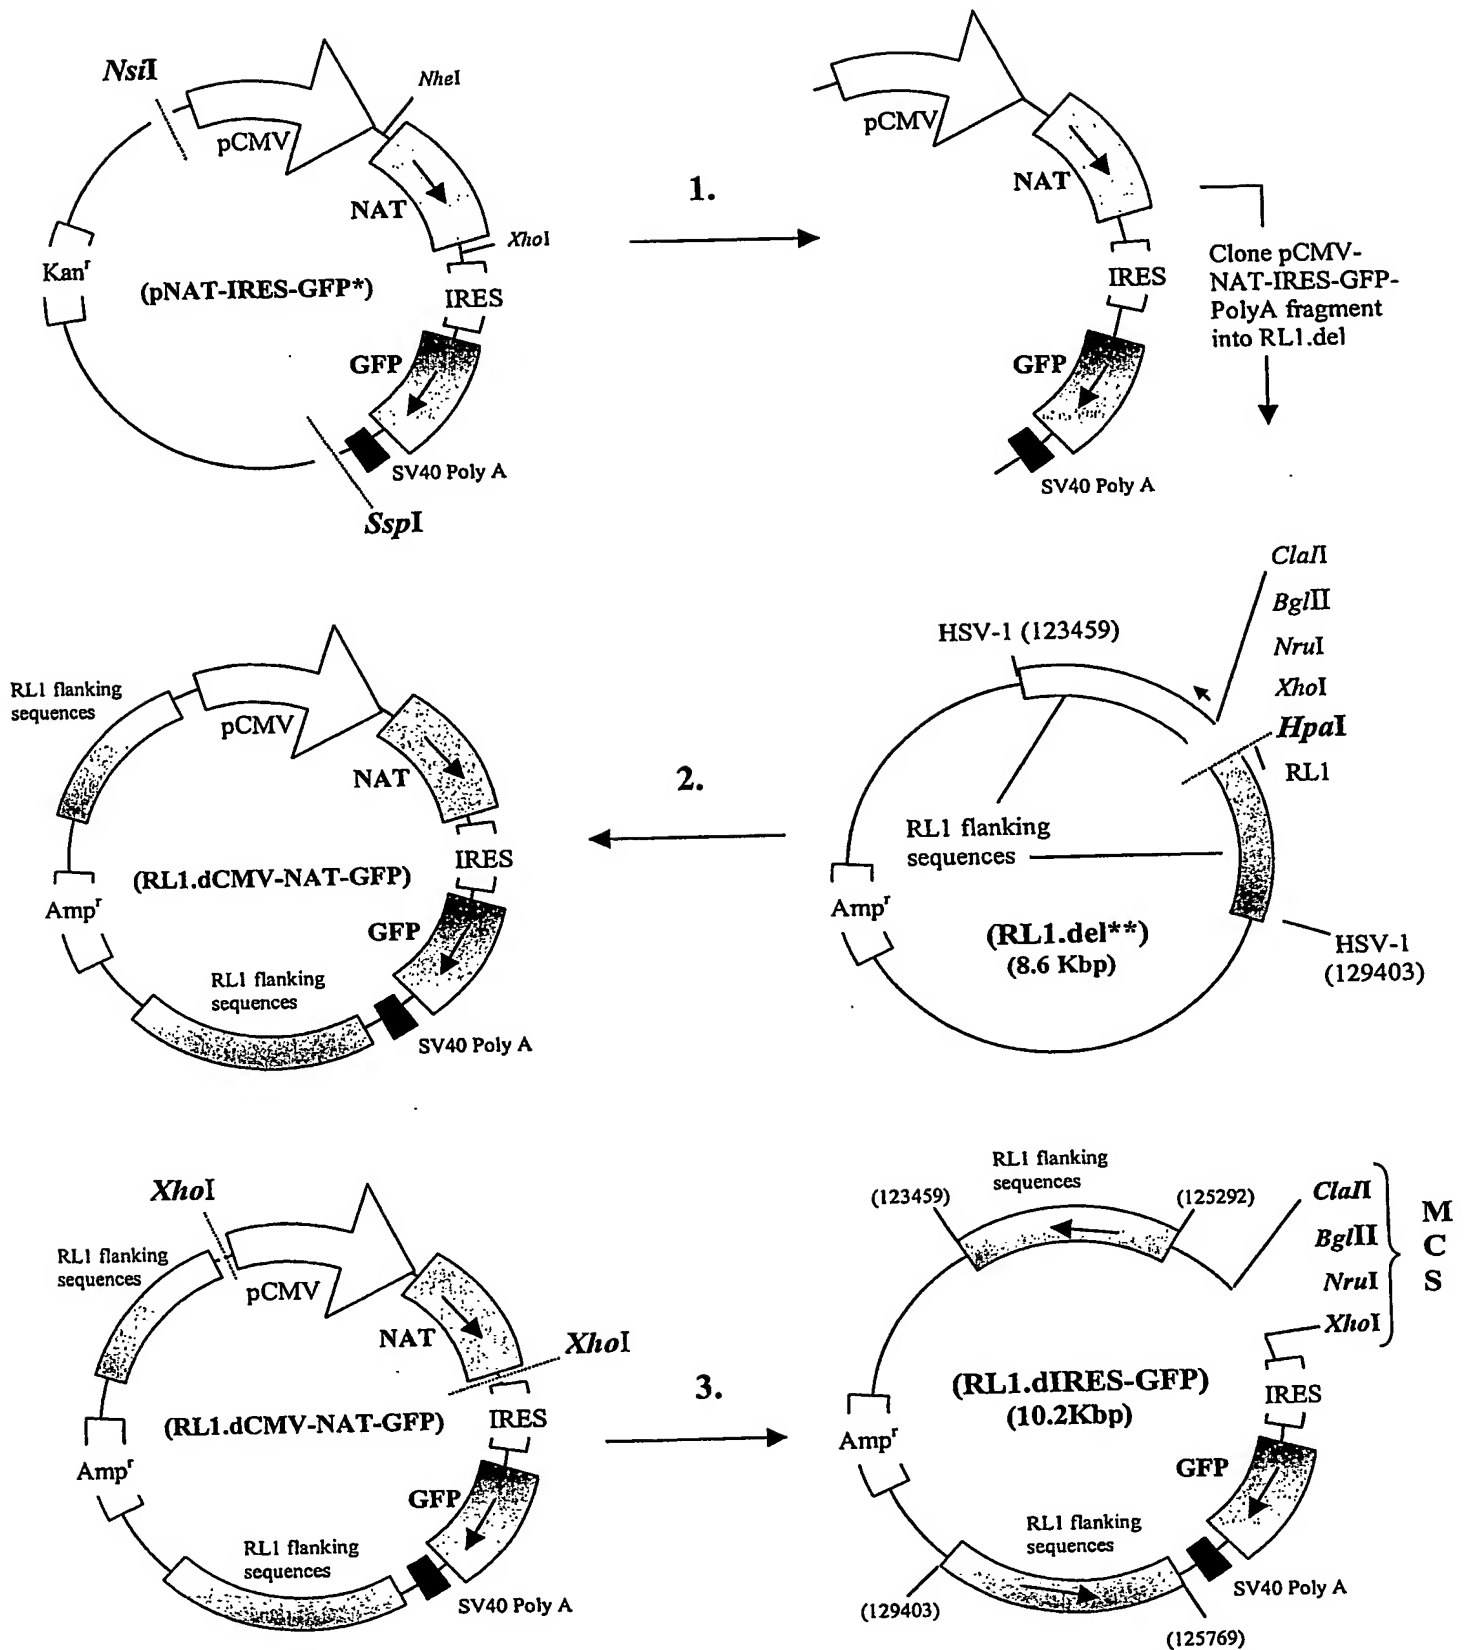 NsiI
NheI
pCMV
NAT
XhoI
Kanr
(pNAT-IRES-GFP*)
IRES
GFP
SV40 Poly A
SspI
1.
pCMV
NAT
IRES
GFP
SV40 Poly A
Clone pCMV-
NAT-IRES-GFP-
PolyA fragment
into RL1.del
ClaII
BglII
NruI
XhoI
HpaI
RL1
HSV-1 (123459)
RL1 flanking
sequences
Ampr
(RL1.del**)
(8.6 Kbp)
HSV-1
(129403)
2.
RL1 flanking
sequences
pCMV
NAT
IRES
(RL1.dCMV-NAT-GFP)
Ampr
GFP
RL1 flanking
sequences
SV40 Poly A
XhoI
RL1 flanking
sequences
pCMV
NAT
XhoI
(RL1.dCMV-NAT-GFP)
IRES
Ampr
GFP
RL1 flanking
sequences
SV40 Poly A
3.
RL1 flanking
sequences
(123459)
(125292)
ClaII
BglII
NruI
XhoI
M
C
S
(RL1.dIRES-GFP)
(10.2Kbp)
IRES
Ampr
GFP
RL1 flanking
sequences
SV40 Poly A
(129403)
(125769)